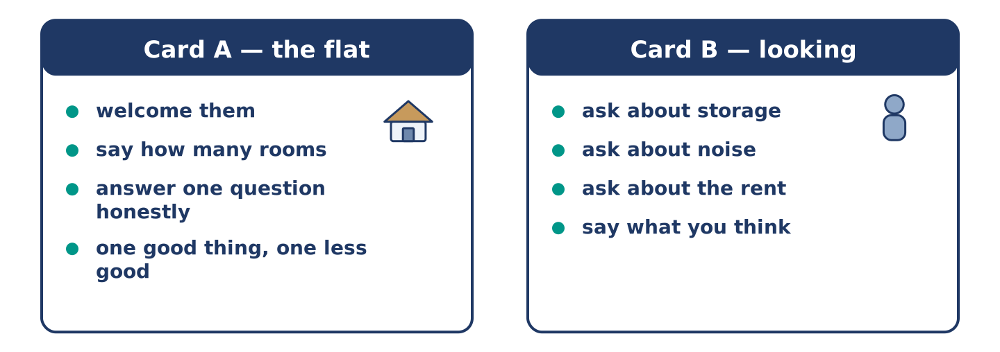 Card A — the flat
welcome them
say how many rooms
answer one question
honestly
one good thing, one less
good
Card B — looking
ask about storage
ask about noise
ask about the rent
say what you think